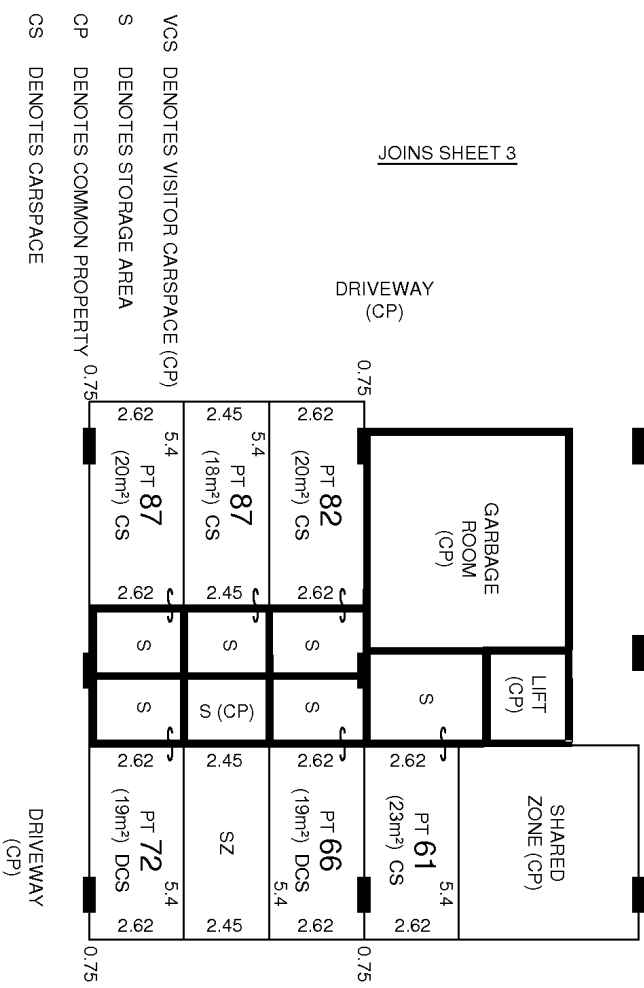 JOINS SHEET 3
DRIVEWAY
(CP)
VCS DENOTES VISITOR CARSPACE (CP)
S DENOTES STORAGE AREA
CP DENOTES COMMON PROPERTY
CS DENOTES CARSPACE
0.75
0.75
2.62
2.45
2.62
5.4
5.4
PT 87
(20m²) CS
PT 87
(18m²) CS
PT 82
(20m²) CS
2.62
2.45
2.62
GARBAGE
ROOM
(CP)
LIFT
(CP)
S
S
S
S
S (CP)
S
S
2.62
2.45
2.62
2.62
PT 72
(19m²) DCS
5.4
SZ
PT 66
(19m²) DCS
5.4
PT 61
(23m²) CS
5.4
SHARED
ZONE (CP)
2.62
2.45
2.62
2.62
0.75
0.75
DRIVEWAY
(CP)